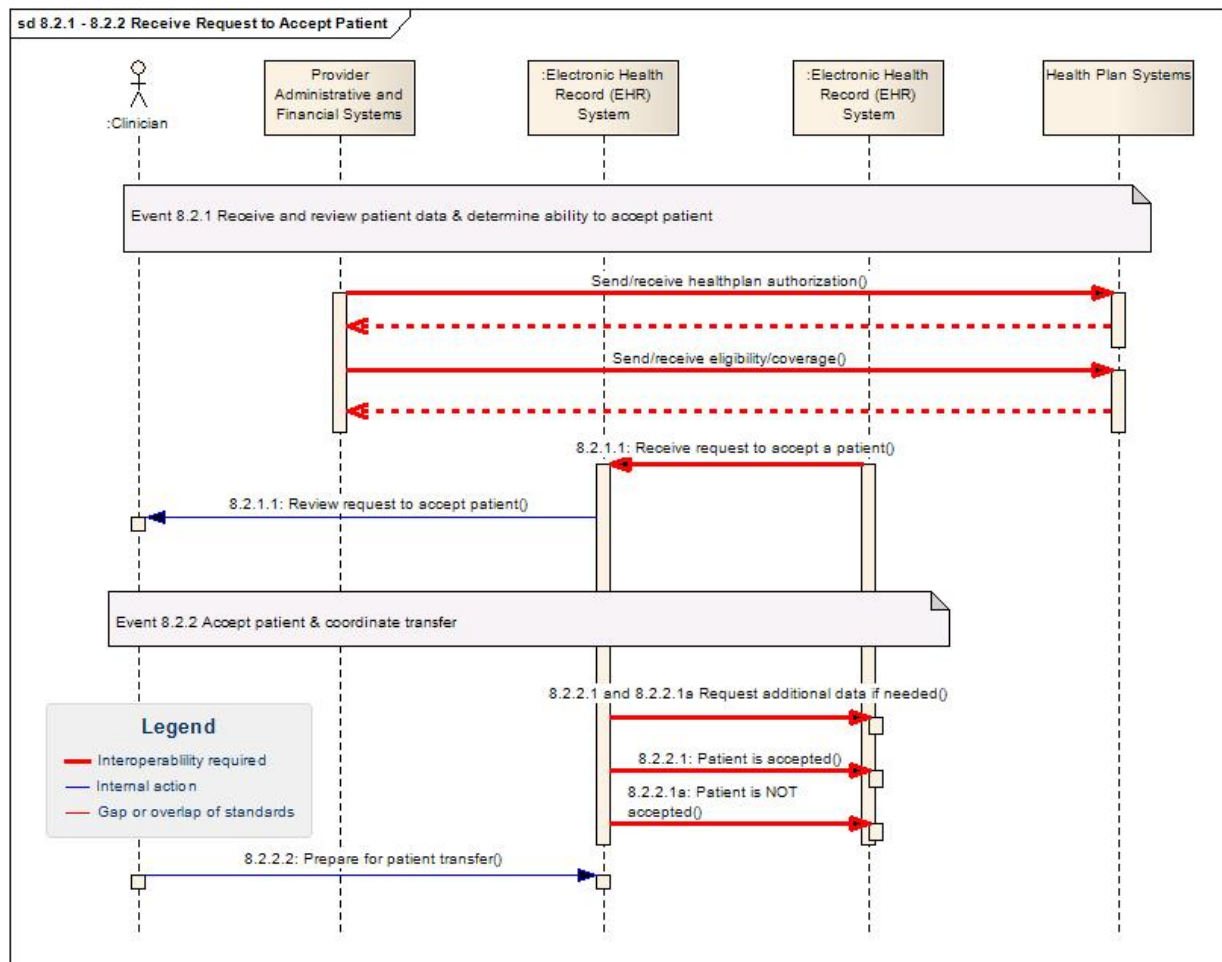 sd 8.2.1 - 8.2.2 Receive Request to Accept Patient
:Clinician
Provider
Administrative and
Financial Systems
:Electronic Health
Record (EHR)
System
:Electronic Health
Record (EHR)
System
Health Plan Systems
Event 8.2.1 Receive and review patient data & determine ability to accept patient
Send/receive healthplan authorization()
Send/receive eligibility/coverage()
8.2.1.1: Receive request to accept a patient()
8.2.1.1: Review request to accept patient()
Event 8.2.2 Accept patient & coordinate transfer
8.2.2.1 and 8.2.2.1a Request additional data if needed()
8.2.2.1: Patient is accepted()
8.2.2.1a: Patient is NOT
accepted()
8.2.2.2: Prepare for patient transfer()
Legend
Interoperablility required
Internal action
Gap or overlap of standards